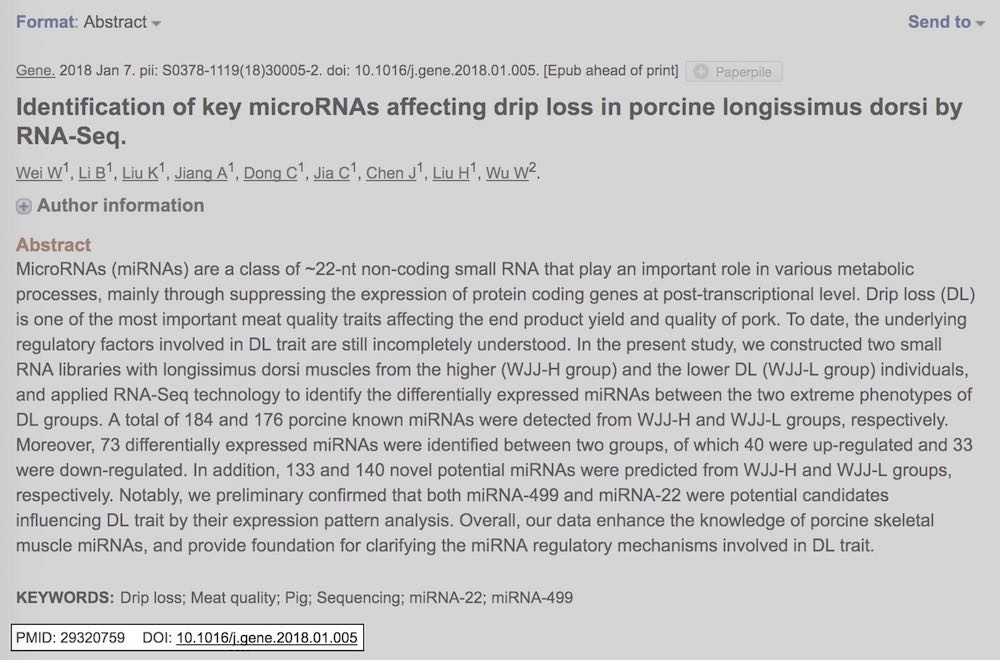 Format: Abstract Send to
Gene. 2018 Jan 7. pii: S0378-1119(18)30005-2. doi: 10.1016/j.gene.2018.01.005. [Epub ahead of print] Paperpile
Identification of key microRNAs affecting drip loss in porcine longissimus dorsi by
RNA-Seq.
Wei W1, Li B1, Liu K1, Jiang A1, Dong C1, Jia C1, Chen J1, Liu H1, Wu W2.
Author information
Abstract
MicroRNAs (miRNAs) are a class of ~22-nt non-coding small RNA that play an important role in various metabolic
processes, mainly through suppressing the expression of protein coding genes at post-transcriptional level. Drip loss (DL)
is one of the most important meat quality traits affecting the end product yield and quality of pork. To date, the underlying
regulatory factors involved in DL trait are still incompletely understood. In the present study, we constructed two small
RNA libraries with longissimus dorsi muscles from the higher (WJJ-H group) and the lower DL (WJJ-L group) individuals,
and applied RNA-Seq technology to identify the differentially expressed miRNAs between the two extreme phenotypes of
DL groups. A total of 184 and 176 porcine known miRNAs were detected from WJJ-H and WJJ-L groups, respectively.
Moreover, 73 differentially expressed miRNAs were identified between two groups, of which 40 were up-regulated and 33
were down-regulated. In addition, 133 and 140 novel potential miRNAs were predicted from WJJ-H and WJJ-L groups,
respectively. Notably, we preliminary confirmed that both miRNA-499 and miRNA-22 were potential candidates
influencing DL trait by their expression pattern analysis. Overall, our data enhance the knowledge of porcine skeletal
muscle miRNAs, and provide foundation for clarifying the miRNA regulatory mechanisms involved in DL trait.
KEYWORDS: Drip loss; Meat quality; Pig; Sequencing; miRNA-22; miRNA-499
PMID: 29320759 DOI: 10.1016/j.gene.2018.01.005